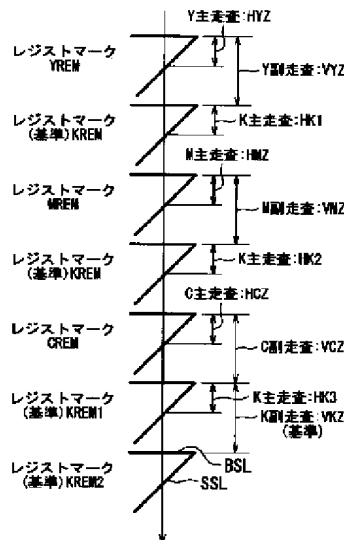 Y主走査:HYZ
レジストマーク
YREM
Y副走査:VYZ
レジストマーク
(基準)KREM
K主走査:HK1
M主走査:HMZ
レジストマーク
MREM
M副走査:VMZ
レジストマーク
(基準)KREM
K主走査:HK2
C主走査:HCZ
レジストマーク
CREM
C副走査:VCZ
レジストマーク
(基準)KREM1
K主走査:HK3
K副走査:VKZ
(基準)
レジストマーク
(基準)KREM2
BSL
SSL